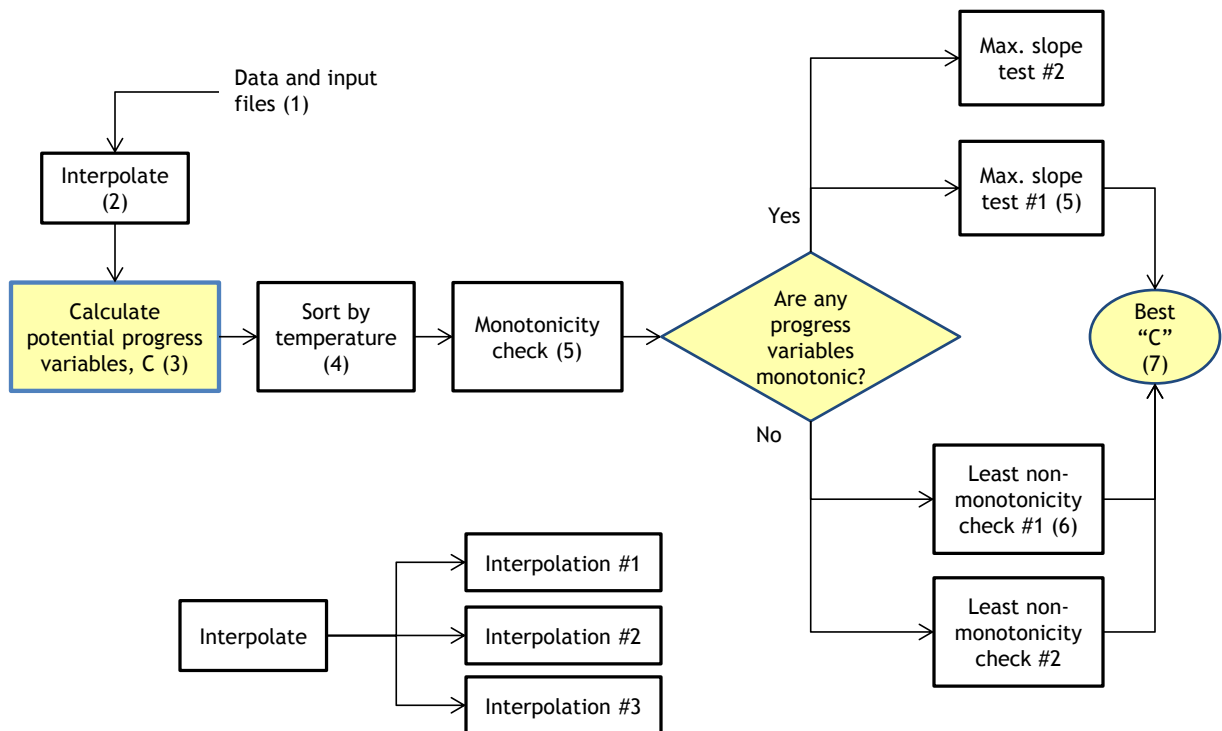 Data and input
files (1)
Interpolate
(2)
Calculate
potential progress
variables, C (3)
Sort by
temperature
(4)
Monotonicity
check (5)
Are any
progress
variables
monotonic?
Yes
No
Max. slope
test #2
Max. slope
test #1 (5)
Best
“C”
(7)
Least non-
monotonicity
check #1 (6)
Least non-
monotonicity
check #2
Interpolate
Interpolation #1
Interpolation #2
Interpolation #3